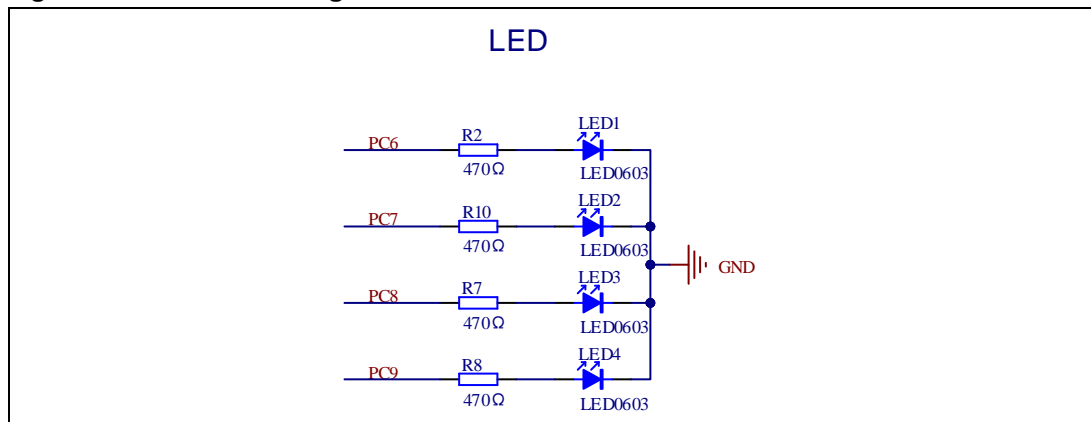 LED
LED1
PC6 R2
470Ω LED0603
LED2
PC7 R10
470Ω LED0603
GND
LED3
PC8 R7
470Ω LED0603
LED4
PC9 R8
470Ω LED0603